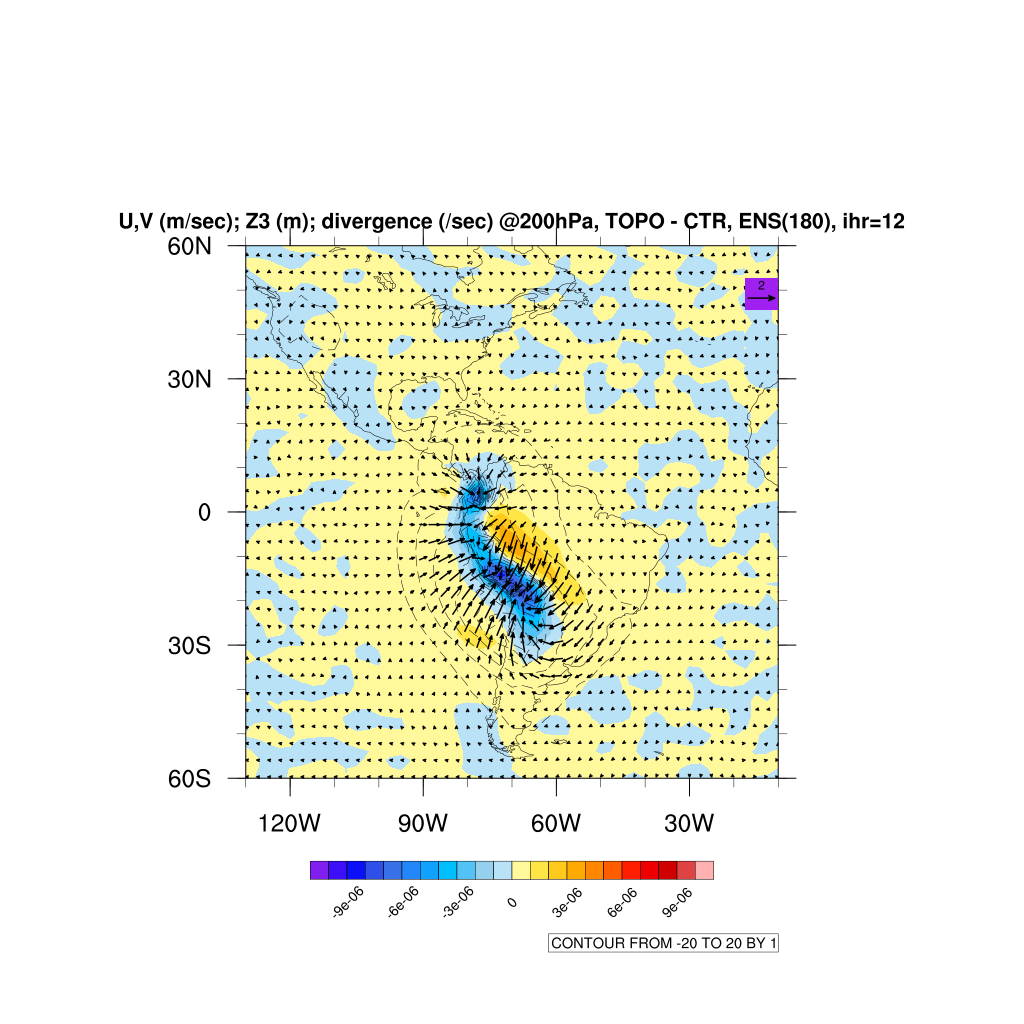 U,V (m/sec); Z3 (m); divergence (/sec) @200hPa, TOPO - CTR, ENS(180), ihr=12
60N
2
30N
0
30S
60S
120W 90W 60W 30W
-9e-06 -6e-06 -3e-06 0 3e-06 6e-06 9e-06
CONTOUR FROM -20 TO 20 BY 1